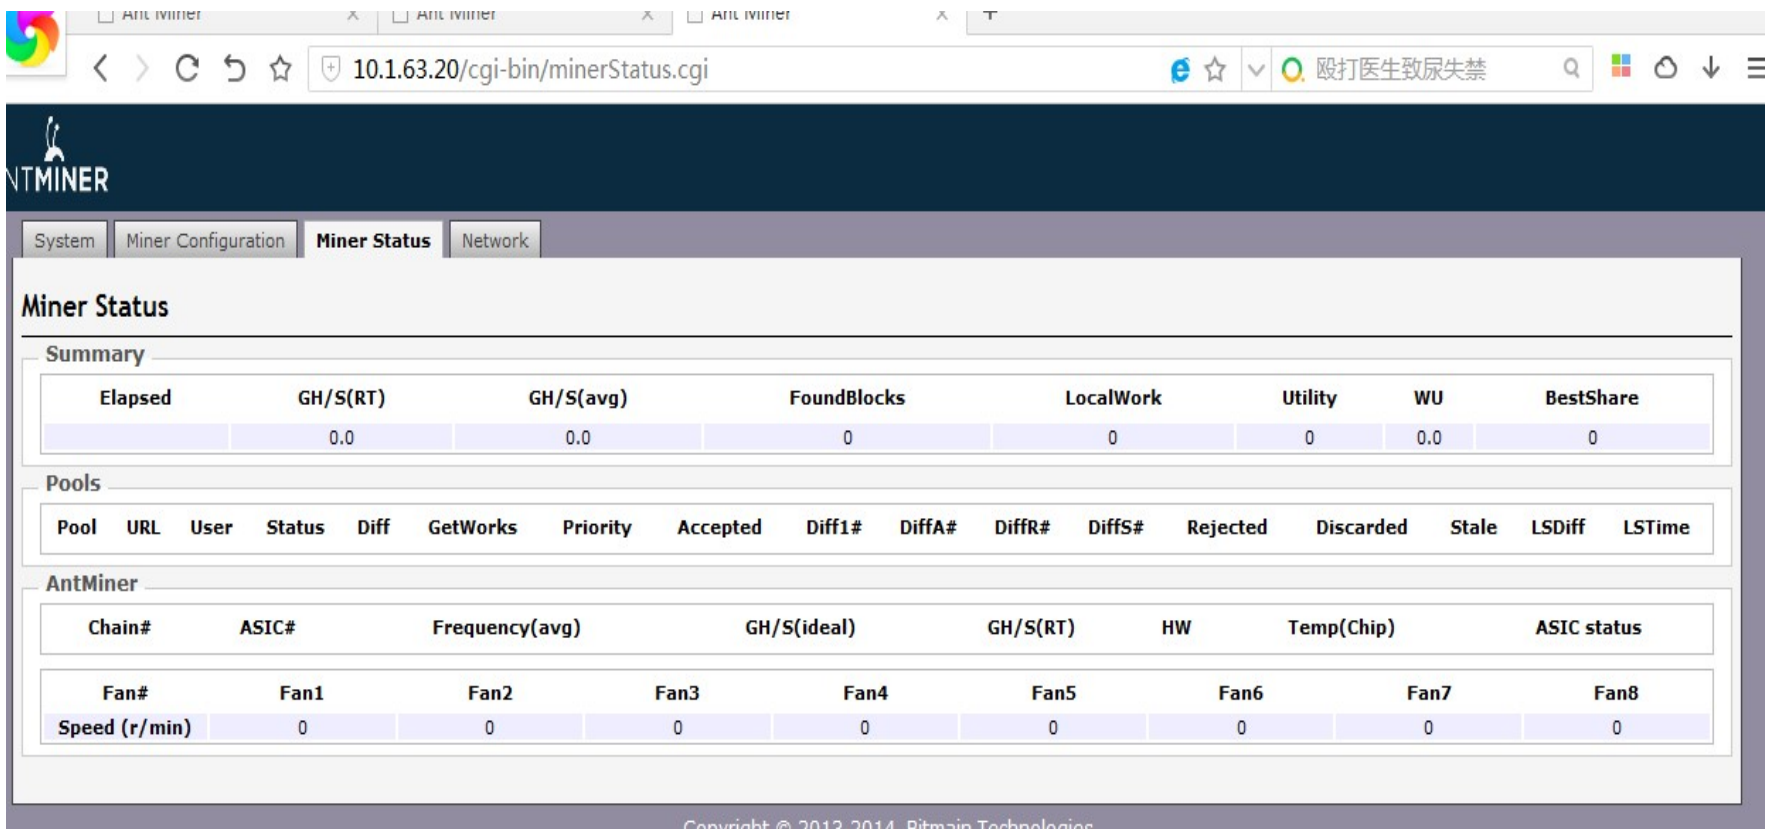 Ant Miner Ant Miner Ant Miner
10.1.63.20/cgi-bin/minerStatus.cgi 殴打医生致尿失禁
NTMINER
System Miner Configuration Miner Status Network
Miner Status
Summary
Elapsed GH/S(RT) GH/S(avg) FoundBlocks LocalWork Utility WU BestShare
0.0 0.0 0 0 0 0.0 0
Pools
Pool URL User Status Diff GetWorks Priority Accepted Diff1# DiffA# DiffR# DiffS# Rejected Discarded Stale LSDiff LSTime
AntMiner
Chain# ASIC# Frequency(avg) GH/S(ideal) GH/S(RT) HW Temp(Chip) ASIC status
Fan# Fan1 Fan2 Fan3 Fan4 Fan5 Fan6 Fan7 Fan8
Speed (r/min) 0 0 0 0 0 0 0 0
Copyright © 2013-2014, Bitmain Technologies